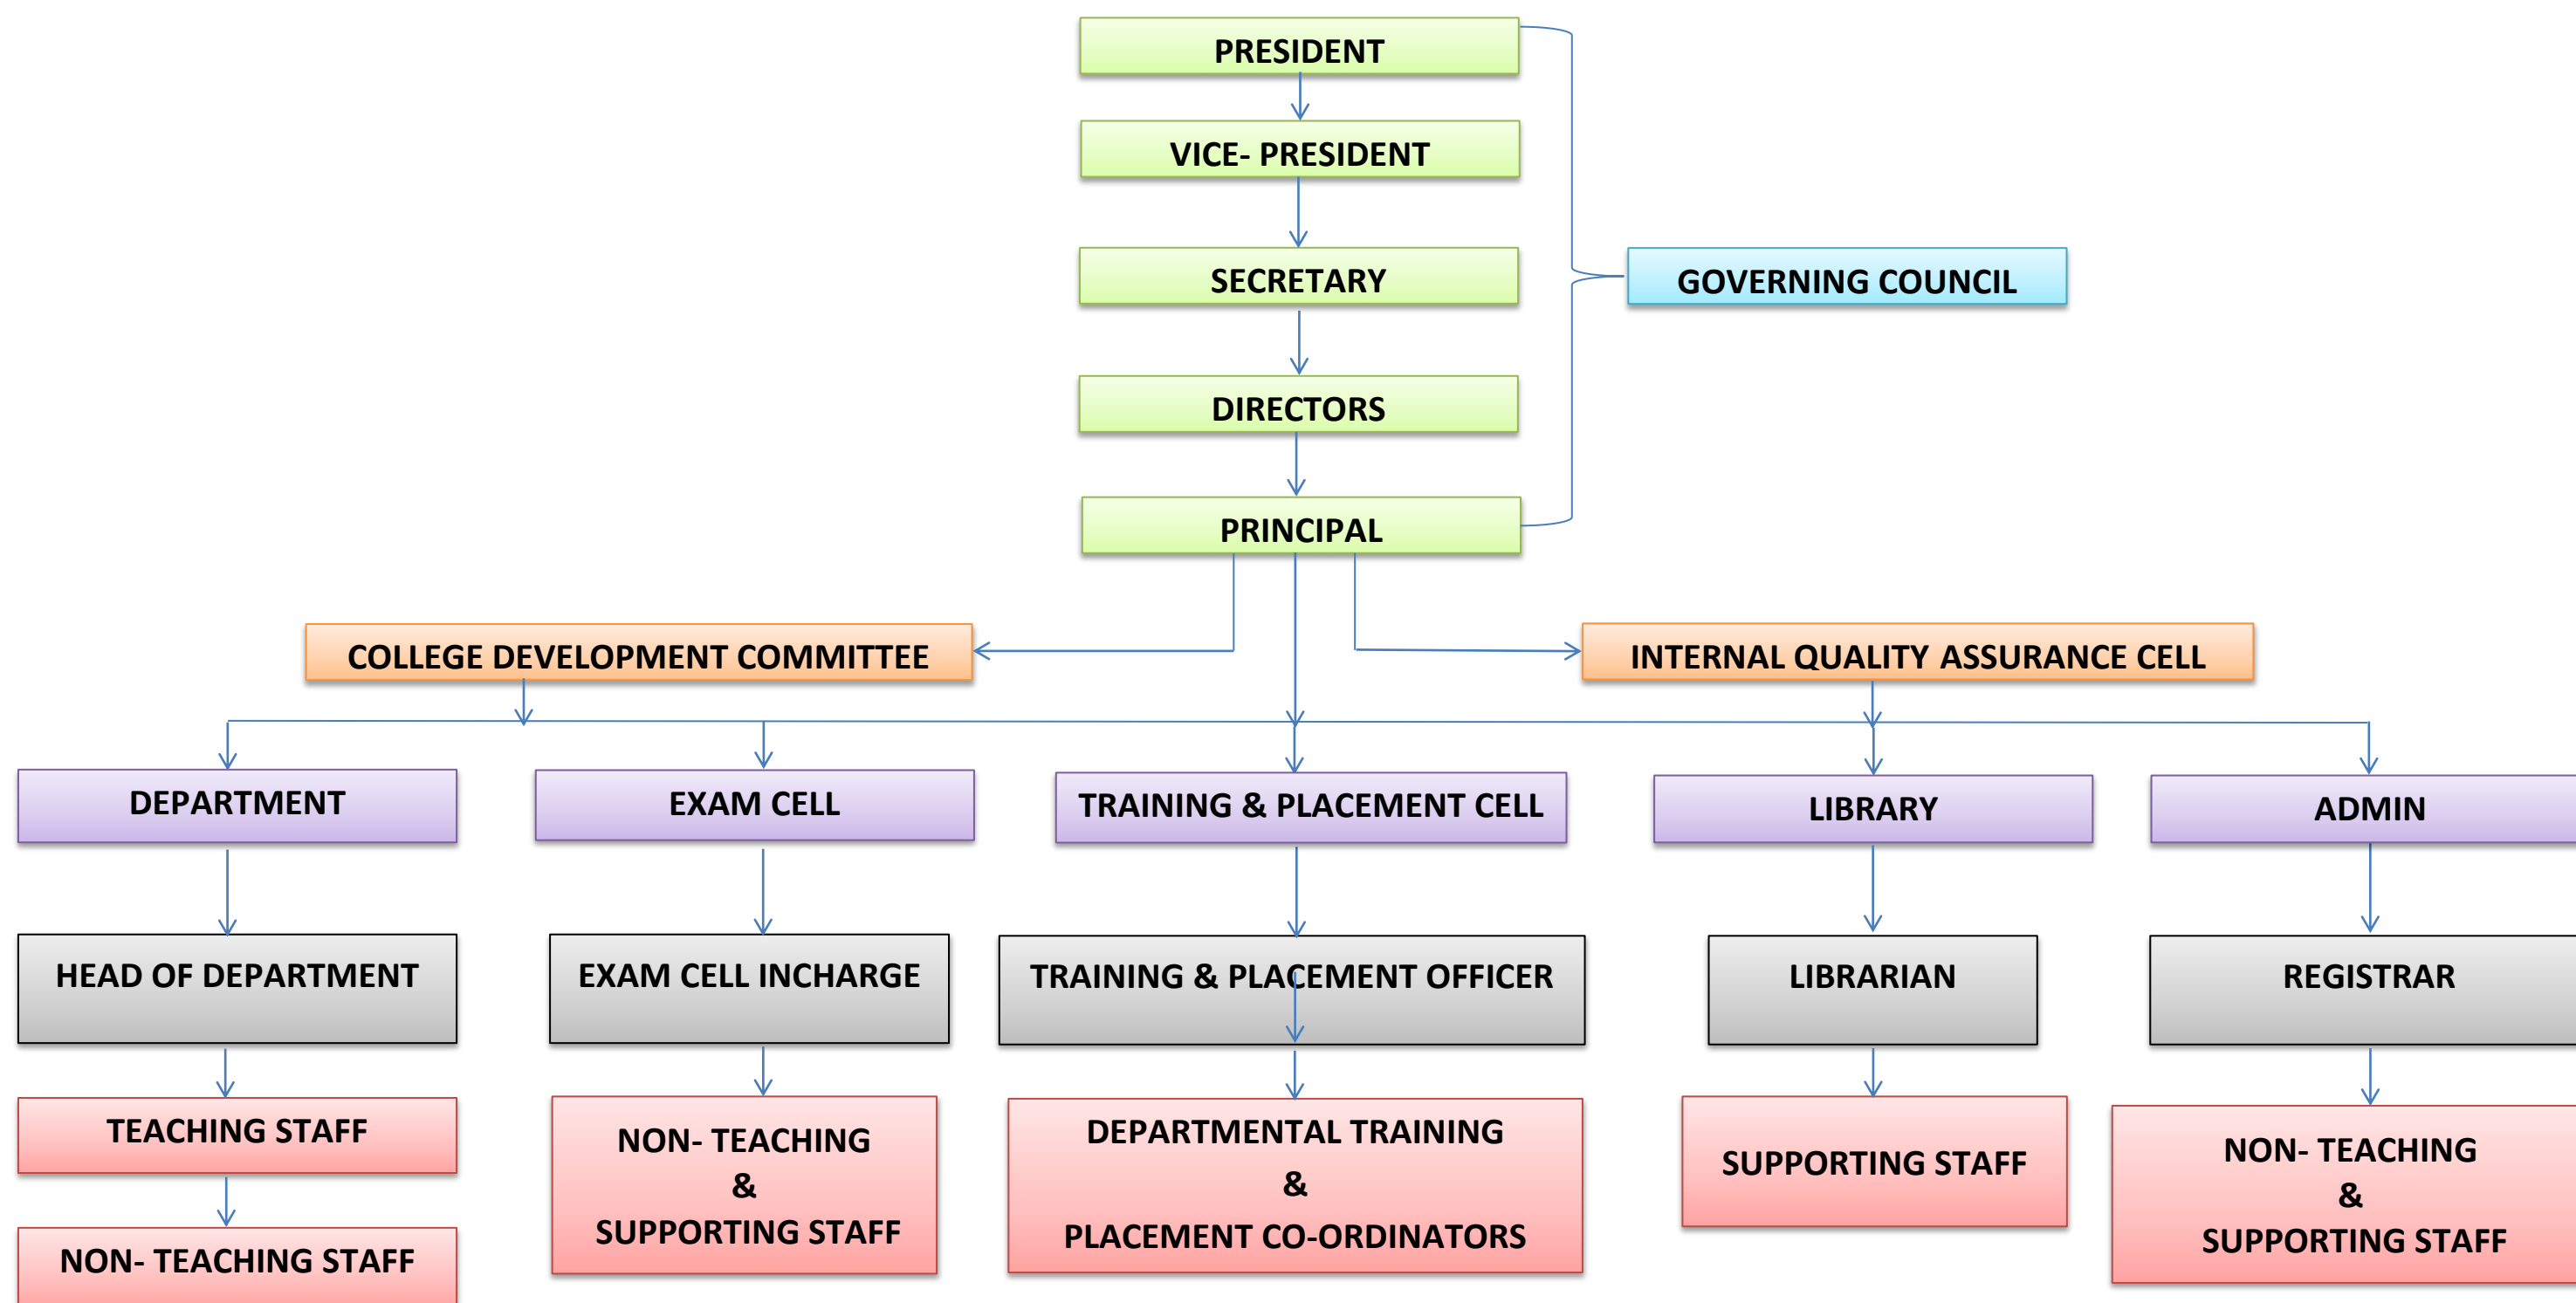 PRESIDENT
VICE- PRESIDENT
SECRETARY
GOVERNING COUNCIL
DIRECTORS
PRINCIPAL
COLLEGE DEVELOPMENT COMMITTEE
INTERNAL QUALITY ASSURANCE CELL
DEPARTMENT
EXAM CELL
TRAINING & PLACEMENT CELL
LIBRARY
ADMIN
HEAD OF DEPARTMENT
EXAM CELL INCHARGE
TRAINING & PLACEMENT OFFICER
LIBRARIAN
REGISTRAR
TEACHING STAFF
NON- TEACHING STAFF
NON- TEACHING
&
SUPPORTING STAFF
DEPARTMENTAL TRAINING
&
PLACEMENT CO-ORDINATORS
SUPPORTING STAFF
NON- TEACHING
&
SUPPORTING STAFF